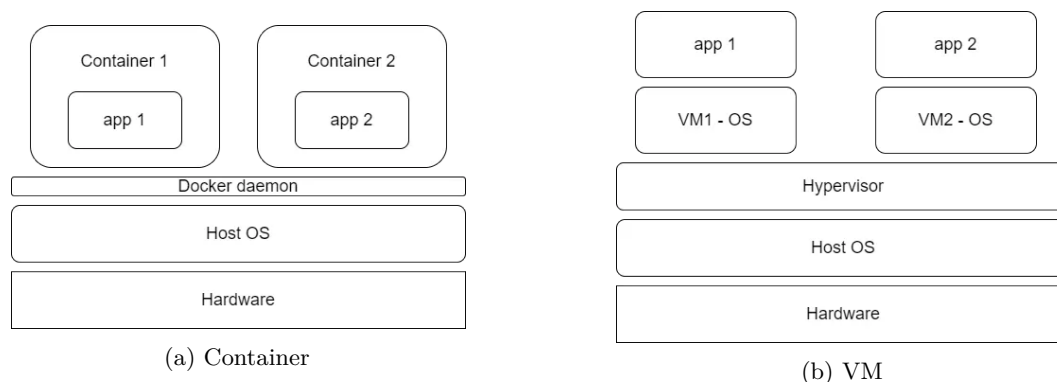 Container 1
Container 2
app 1
app 2
Docker daemon
Host OS
Hardware
(a) Container
app 1
app 2
VM1 - OS
VM2 - OS
Hypervisor
Host OS
Hardware
(b) VM